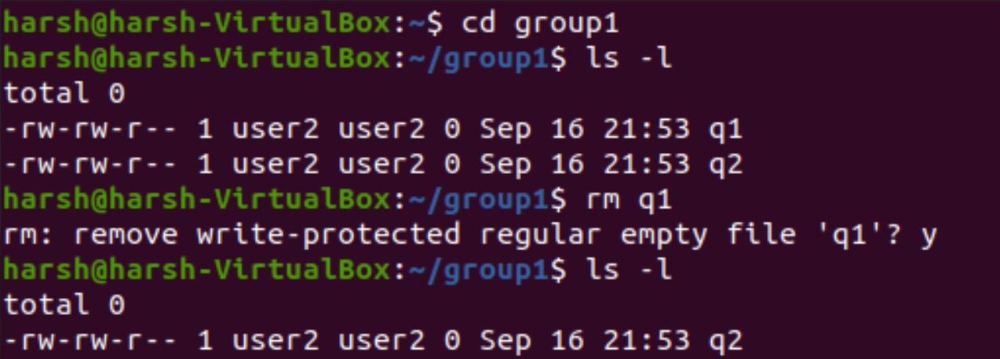 harsh@harsh-VirtualBox:~$ cd group1
harsh@harsh-VirtualBox:~/group1$ ls -l
total 0
-rw-rw-r-- 1 user2 user2 0 Sep 16 21:53 q1
-rw-rw-r-- 1 user2 user2 0 Sep 16 21:53 q2
harsh@harsh-VirtualBox:~/group1$ rm q1
rm: remove write-protected regular empty file 'q1'? y
harsh@harsh-VirtualBox:~/group1$ ls -l
total 0
-rw-rw-r-- 1 user2 user2 0 Sep 16 21:53 q2